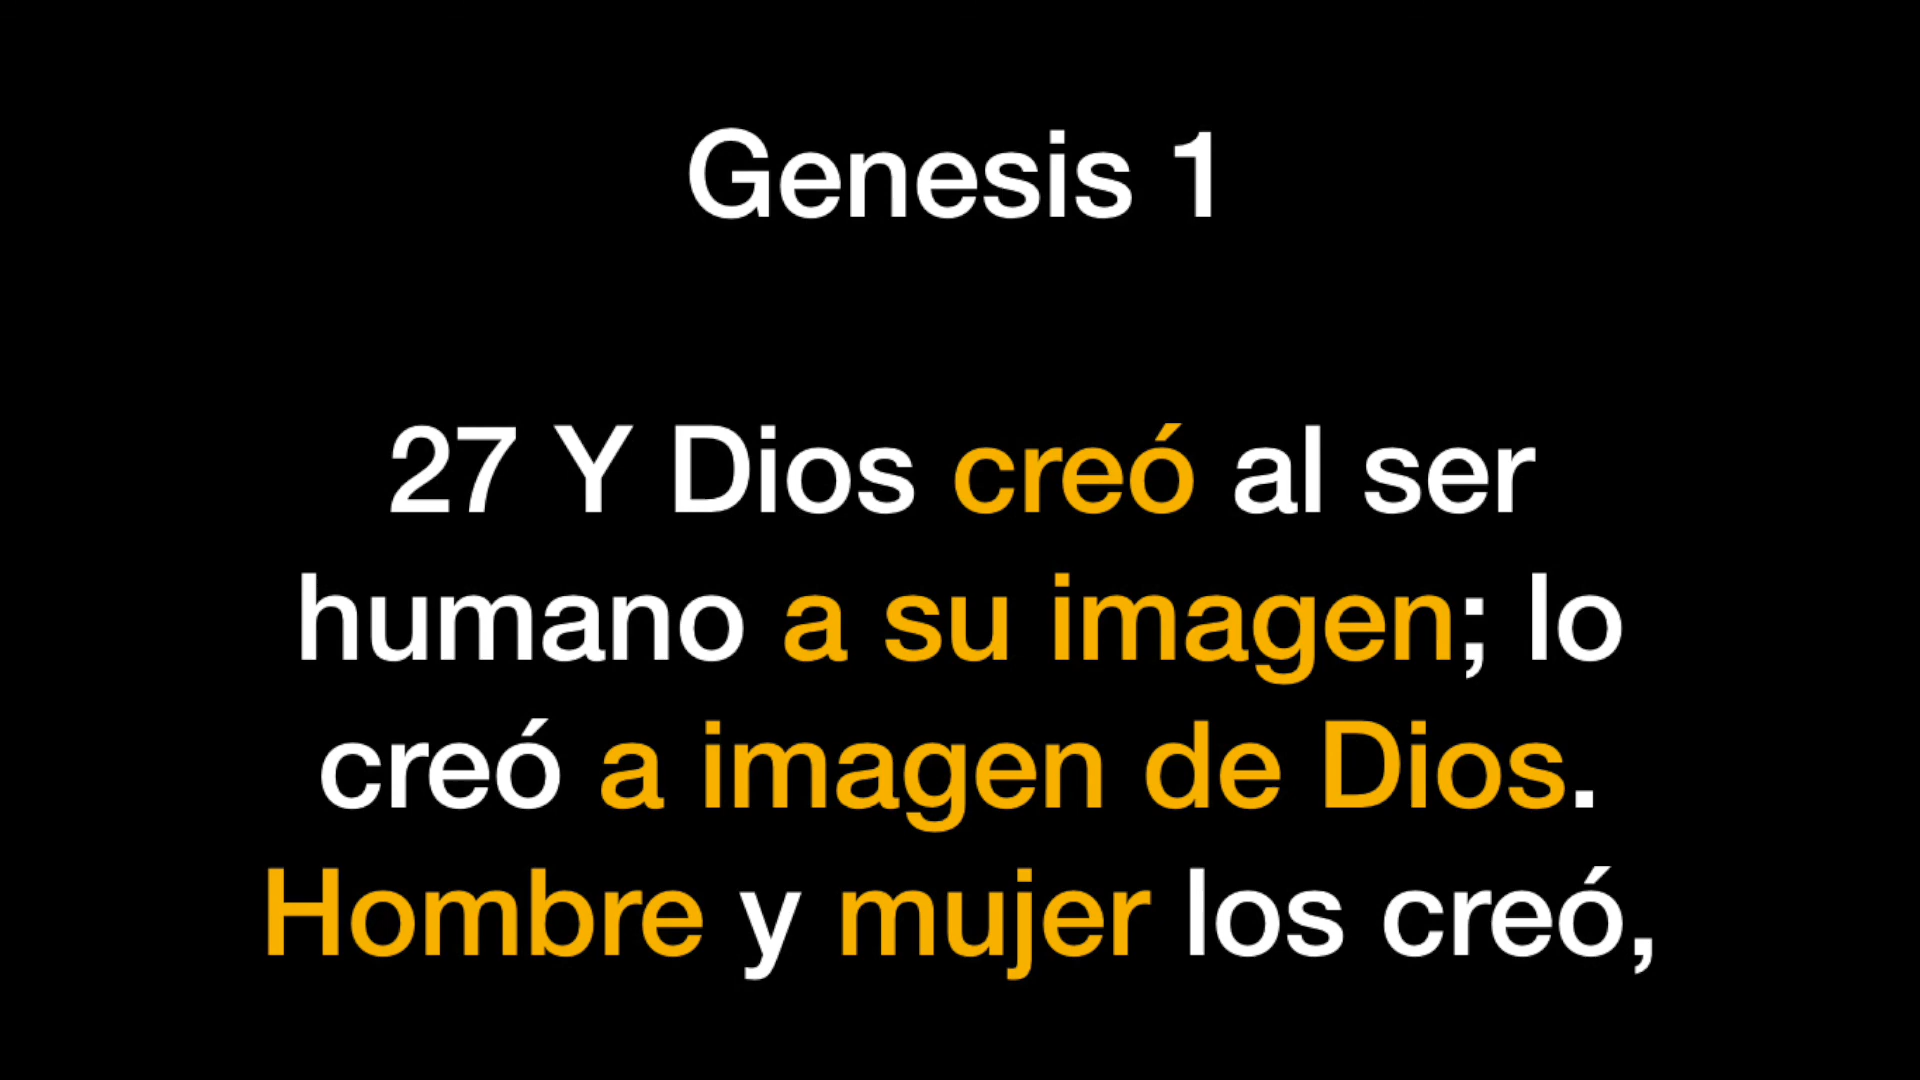 Genesis 1
27 Y Dios creó al ser
humano a su imagen; lo
creó a imagen de Dios.
Hombre y mujer los creó,